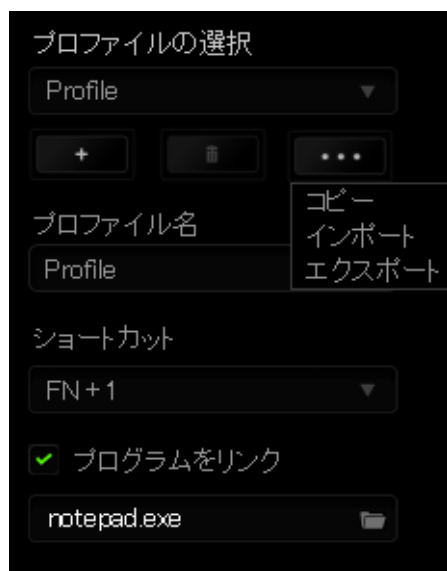 プロファイルの選択
Profile
+
•••
コピー
インポート
エクスポート
プロファイル名
Profile
ショートカット
FN+1
プログラムをリンク
notepad.exe